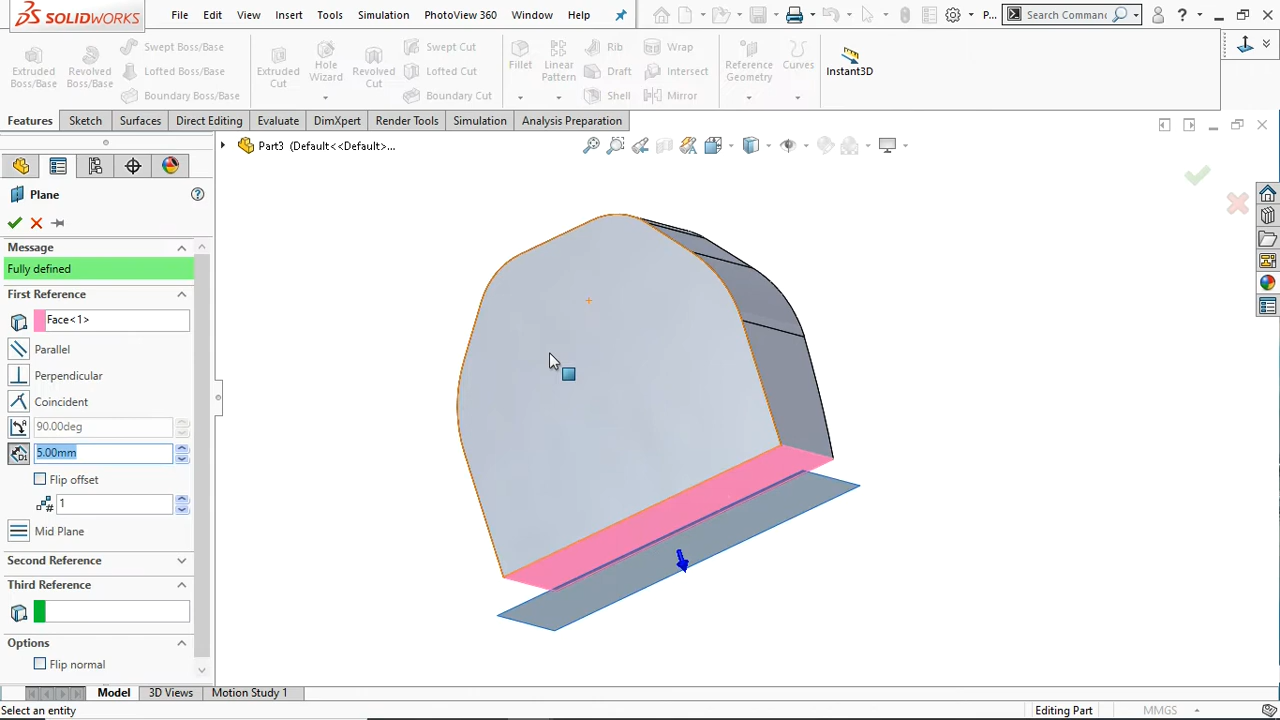 SOLIDWORKS File Edit View Insert Tools Simulation PhotoView 360 Window Help P... Search Comman ?
Extruded Boss/Base
Revolved Boss/Base
Swept Boss/Base
Lofted Boss/Base
Boundary Boss/Base
Extruded Cut
Hole Wizard
Revolved Cut
Swept Cut
Lofted Cut
Boundary Cut
Fillet
Linear Pattern
Rib
Draft
Shell
Wrap
Intersect
Mirror
Reference Geometry
Curves
Instant3D
Features Sketch Surfaces Direct Editing Evaluate DimXpert Render Tools Simulation Analysis Preparation
Part3 (Default<<Default>...
Plane ?
Message
Fully defined
First Reference
Face<1>
Parallel
Perpendicular
Coincident
90.00deg
5.00mm
Flip offset
1
Mid Plane
Second Reference
Third Reference
Options
Flip normal
Model 3D Views Motion Study 1
Select an entity Editing Part MMGS